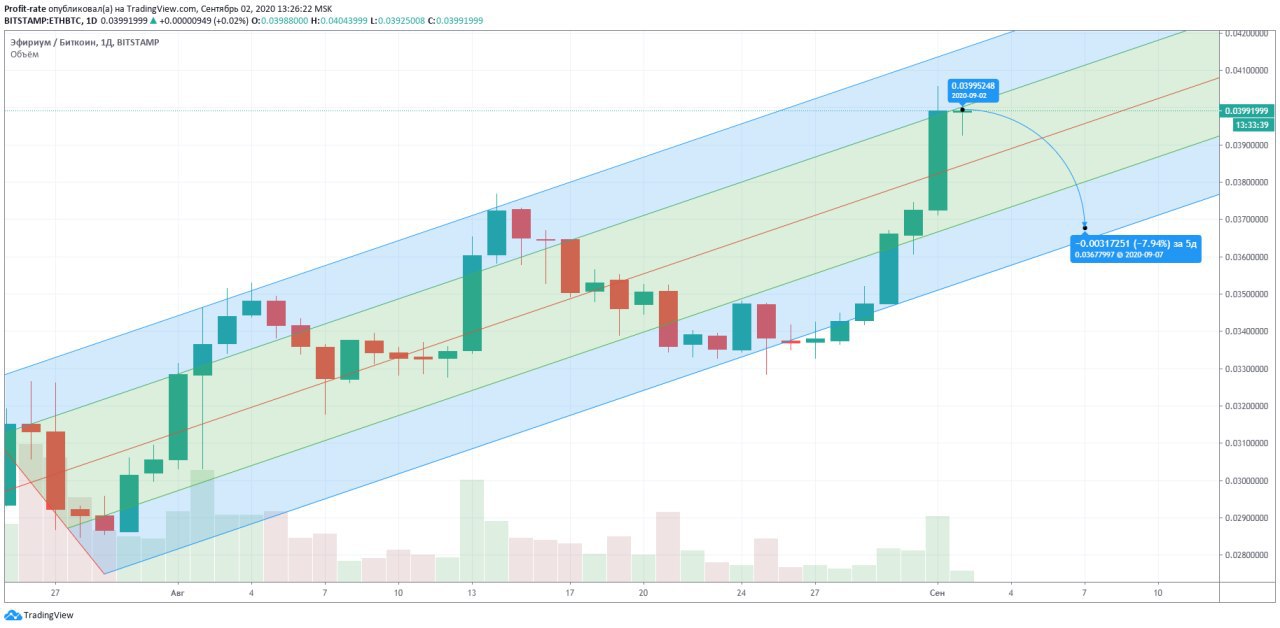 Profit-rate опубликовал(а) на TradingView.com, Сентябрь 02, 2020 13:26:22 MSK
BITSTAMP:ETHBTC, 1D 0.03991999 ▲ +0.00000949 (+0.02%) O:0.03988000 H:0.04043999 L:0.03925008 C:0.03991999
Эфириум / Биткоин, 1Д, BITSTAMP
Объём
0.04200000
0.04100000
0.03995248
2020-09-02
0.03991999
13:33:39
0.03900000
0.03800000
0.03700000
−0.00317251 (−7.94%) за 5д
0.03677997 @ 2020-09-07
0.03600000
0.03500000
0.03400000
0.03300000
0.03200000
0.03100000
0.03000000
0.02900000
0.02800000
27 Авг 4 7 10 13 17 20 24 27 Сен 4 7 10
TradingView